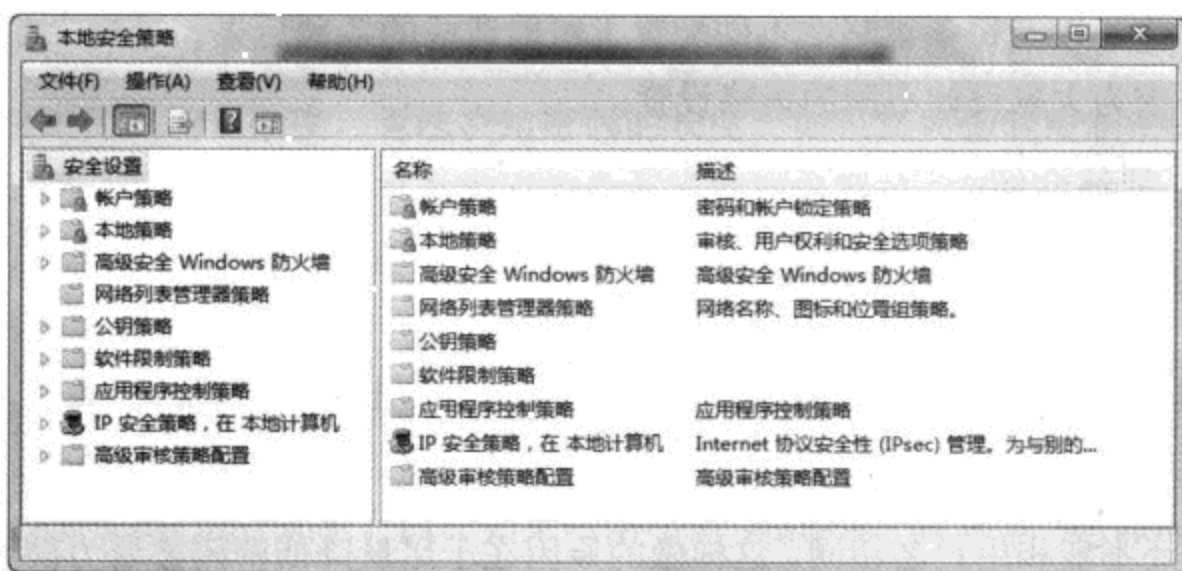 本地安全策略
文件(F) 操作(A) 查看(V) 帮助(H)
安全设置
帐户策略
本地策略
高级安全 Windows 防火墙
网络列表管理器策略
公钥策略
软件限制策略
应用程序控制策略
IP 安全策略，在 本地计算机
高级审核策略配置
名称 描述
帐户策略 密码和帐户锁定策略
本地策略 审核、用户权利和安全选项策略
高级安全 Windows 防火墙 高级安全 Windows 防火墙
网络列表管理器策略 网络名称、图标和位置组策略。
公钥策略
软件限制策略
应用程序控制策略 应用程序控制策略
IP 安全策略，在 本地计算机 Internet 协议安全性 (IPsec) 管理。为与别的...
高级审核策略配置 高级审核策略配置